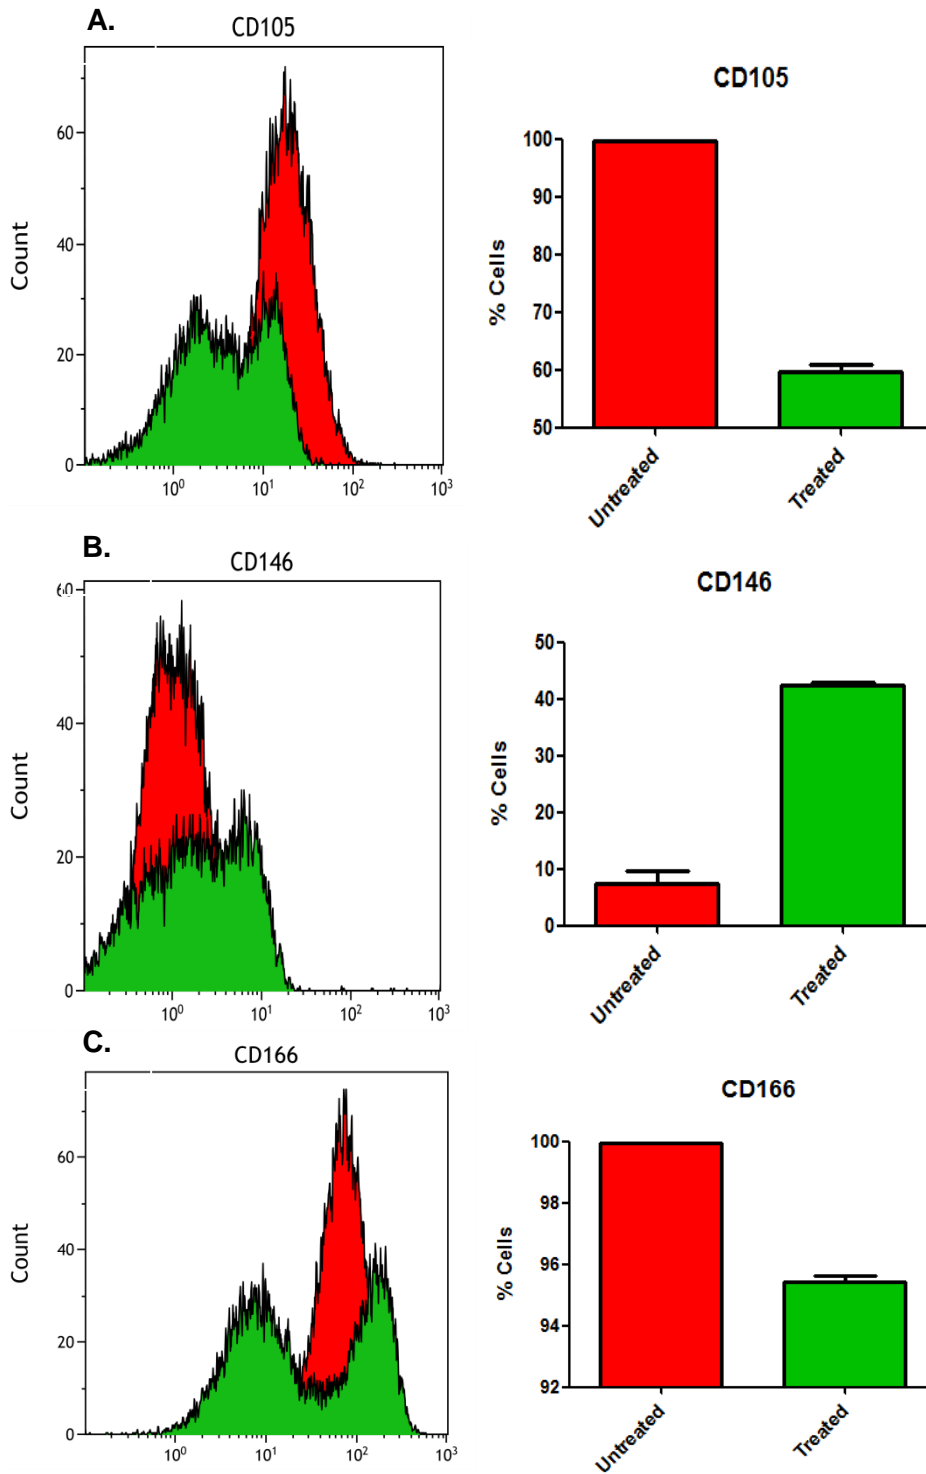 A.
CD105
Count
60
40
20
0
10⁰ 10¹ 10² 10³
CD105
% Cells
100
90
80
70
60
50
Untreated Treated
B.
CD146
Count
60
40
20
0
10⁰ 10¹ 10² 10³
CD146
% Cells
50
40
30
20
10
0
Untreated Treated
C.
CD166
Count
60
40
20
0
10⁰ 10¹ 10² 10³
CD166
% Cells
100
98
96
94
92
Untreated Treated